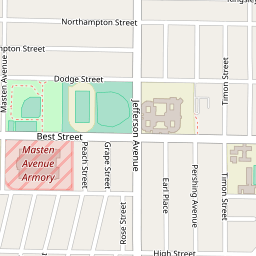 Kingsley
Northampton Street
mpton Street
Dodge Street
Masten Avenue
Jefferson Avenue
Timon Street
Best Street
Masten
Avenue
Armory
Peach Street
Grape Street
Rose Street
Earl Place
Pershing Avenue
Timon Street
High Street